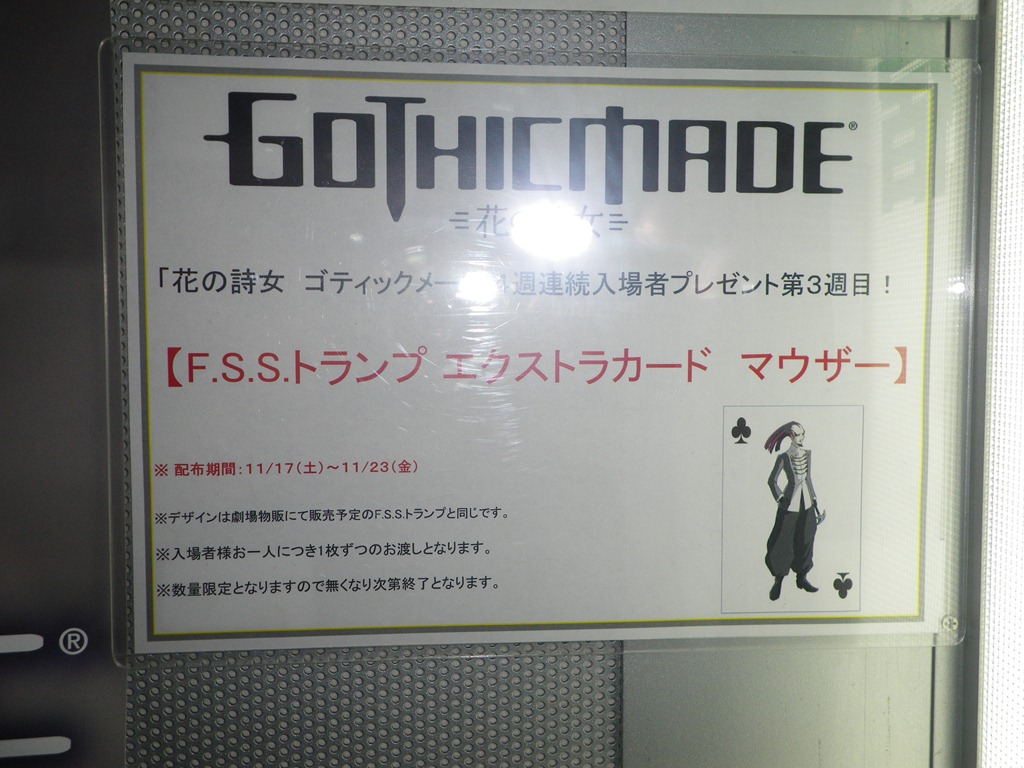 GOTHICMADE®
=花 女=
「花の詩女 ゴティックメー 週連続入場者プレゼント第3週目！
【F.S.S.トランプ エクストラカード マウザー】
※ 配布期間：11/17（土）～11/23（金）
※デザインは劇場物販にて販売予定のF.S.S.トランプと同じです。
※入場者様お一人につき1枚ずつのお渡しとなります。
※数量限定となりますので無くなり次第終了となります。
®